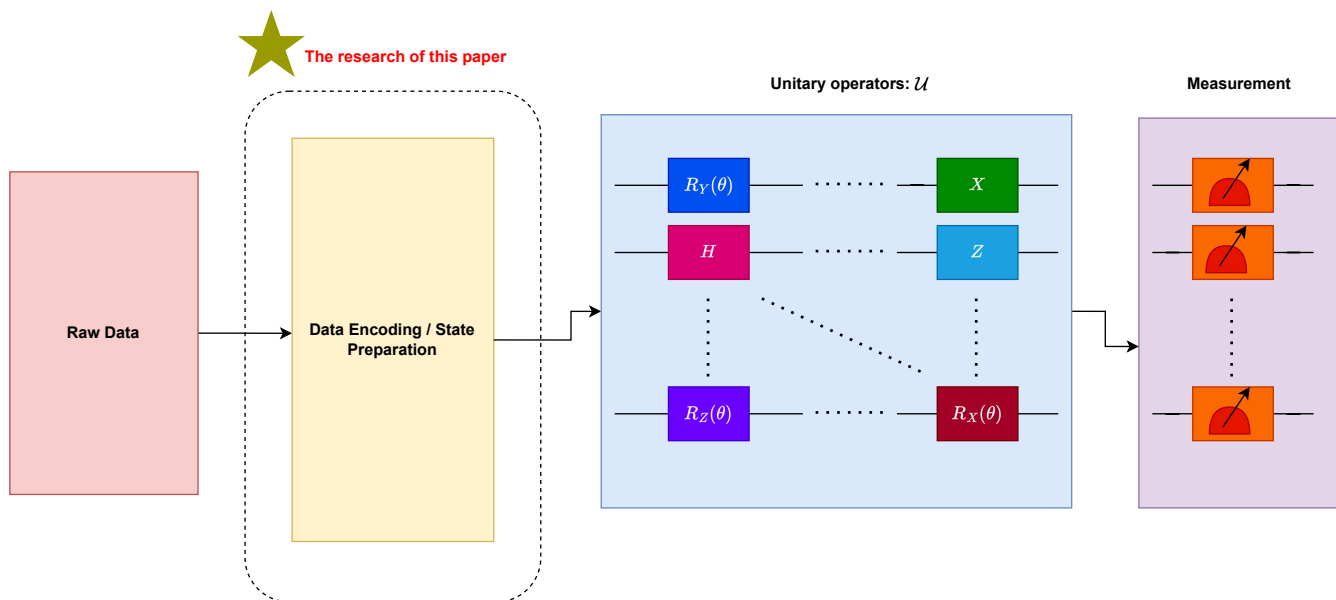 The research of this paper
Unitary operators: 𝒰
Measurement
Raw Data
Data Encoding / State
Preparation
R_Y(θ)
X
H
Z
R_Z(θ)
R_X(θ)